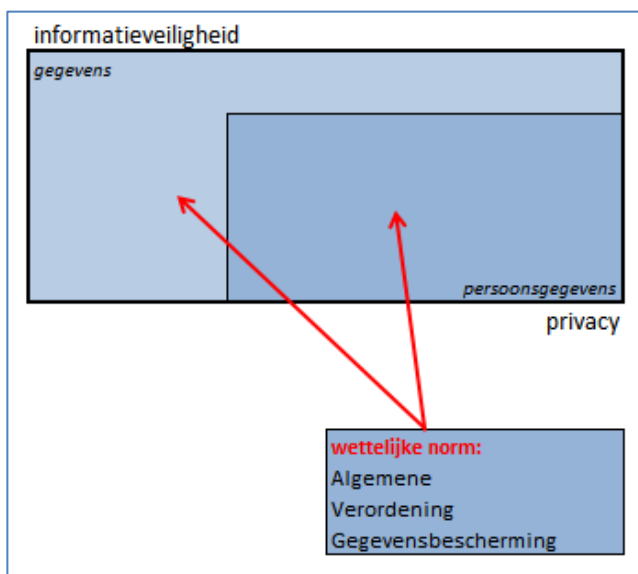 informatieveiligheid
gegevens
persoonsgegevens
privacy
wettelijke norm:
Algemene
Verordening
Gegevensbescherming